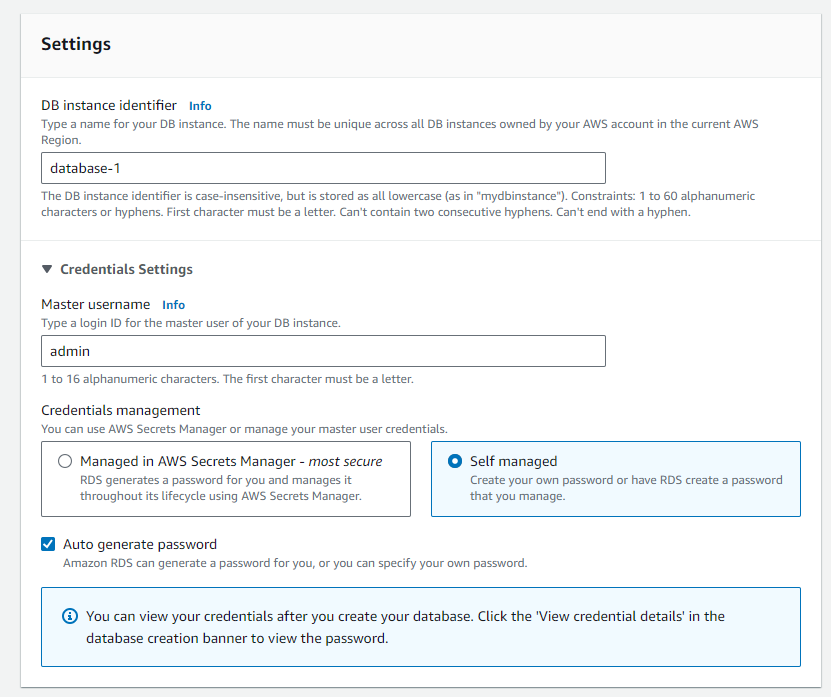 Settings
DB instance identifier Info
Type a name for your DB instance. The name must be unique across all DB instances owned by your AWS account in the current AWS
Region.
database-1
The DB instance identifier is case-insensitive, but is stored as all lowercase (as in "mydbinstance"). Constraints: 1 to 60 alphanumeric
characters or hyphens. First character must be a letter. Can't contain two consecutive hyphens. Can't end with a hyphen.
Credentials Settings
Master username Info
Type a login ID for the master user of your DB instance.
admin
1 to 16 alphanumeric characters. The first character must be a letter.
Credentials management
You can use AWS Secrets Manager or manage your master user credentials.
Managed in AWS Secrets Manager - most secure
RDS generates a password for you and manages it
throughout its lifecycle using AWS Secrets Manager.
Self managed
Create your own password or have RDS create a password
that you manage.
Auto generate password
Amazon RDS can generate a password for you, or you can specify your own password.
You can view your credentials after you create your database. Click the 'View credential details' in the
database creation banner to view the password.